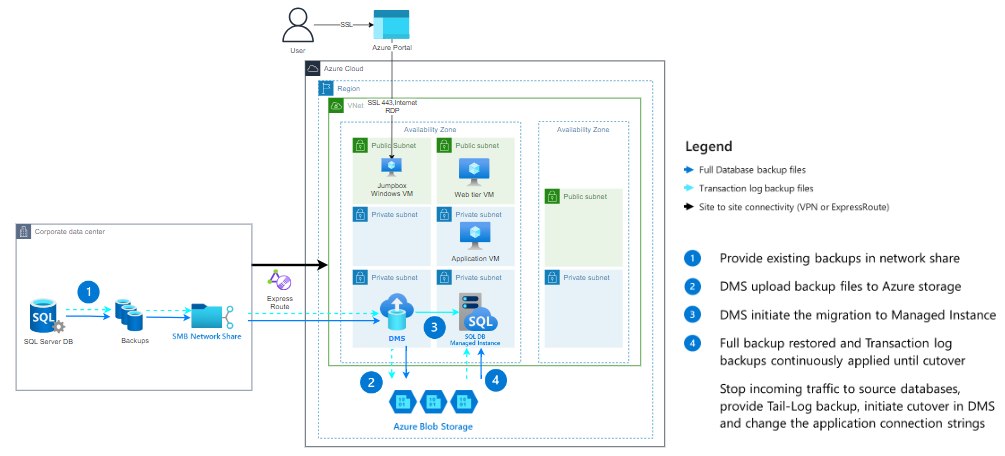 User
SSL
Azure Portal
Azure Cloud
Region
VNet
SSL 443,Internet
RDP
Availability Zone
Availability Zone
Public Subnet
Public subnet
Jumpbox
Windows VM
Web tier VM
Private subnet
Private subnet
Application VM
Public subnet
Private subnet
Private subnet
Private subnet
SQL
DMS
3
SQL
SQL DB
Managed Instance
Corporate data center
1
SQL
SQL Server DB
Backups
SMB Network Share
Express
Route
2
4
Azure Blob Storage
Legend
Full Database backup files
Transaction log backup files
Site to site connectivity (VPN or ExpressRoute)
1 Provide existing backups in network share
2 DMS upload backup files to Azure storage
3 DMS initiate the migration to Managed Instance
4 Full backup restored and Transaction log
backups continuously applied until cutover
Stop incoming traffic to source databases,
provide Tail-Log backup, initiate cutover in DMS
and change the application connection strings